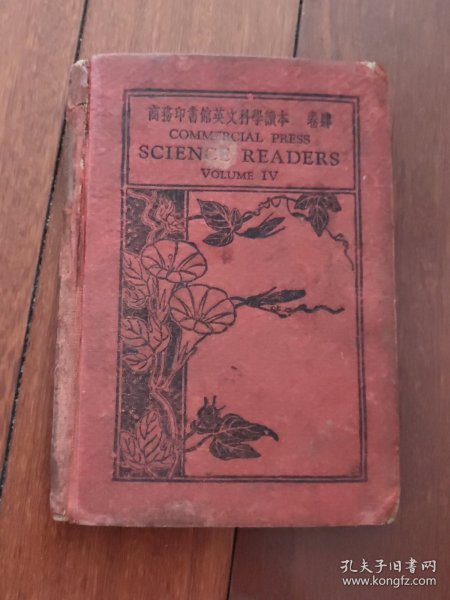 商務印書館英文科學讀本 卷肆
COMMERCIAL PRESS
SCIENCE READERS
VOLUME IV
孔夫子旧书网
www.kongfz.com